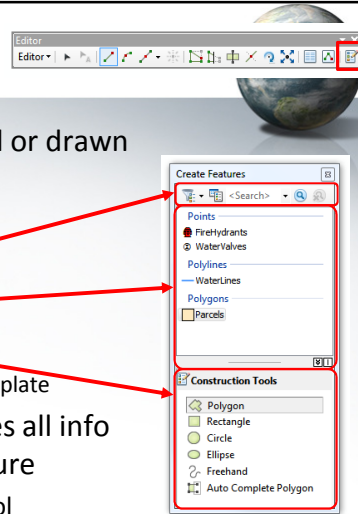 Editor
Editor
l or drawn
Create Features
<Search>
Points
FireHydrants
WaterValves
Polylines
WaterLines
Polygons
Parcels
plate
es all info
ure
ol
Construction Tools
Polygon
Rectangle
Circle
Ellipse
Freehand
Auto Complete Polygon